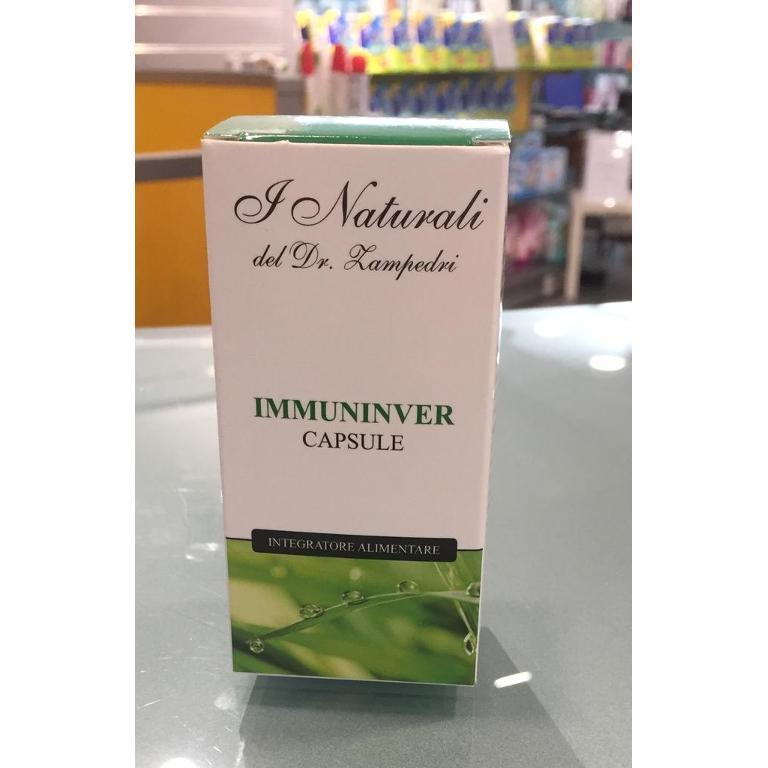 I Naturali
del Dr. Zampedri
IMMUNINVER
CAPSULE
INTEGRATORE ALIMENTARE